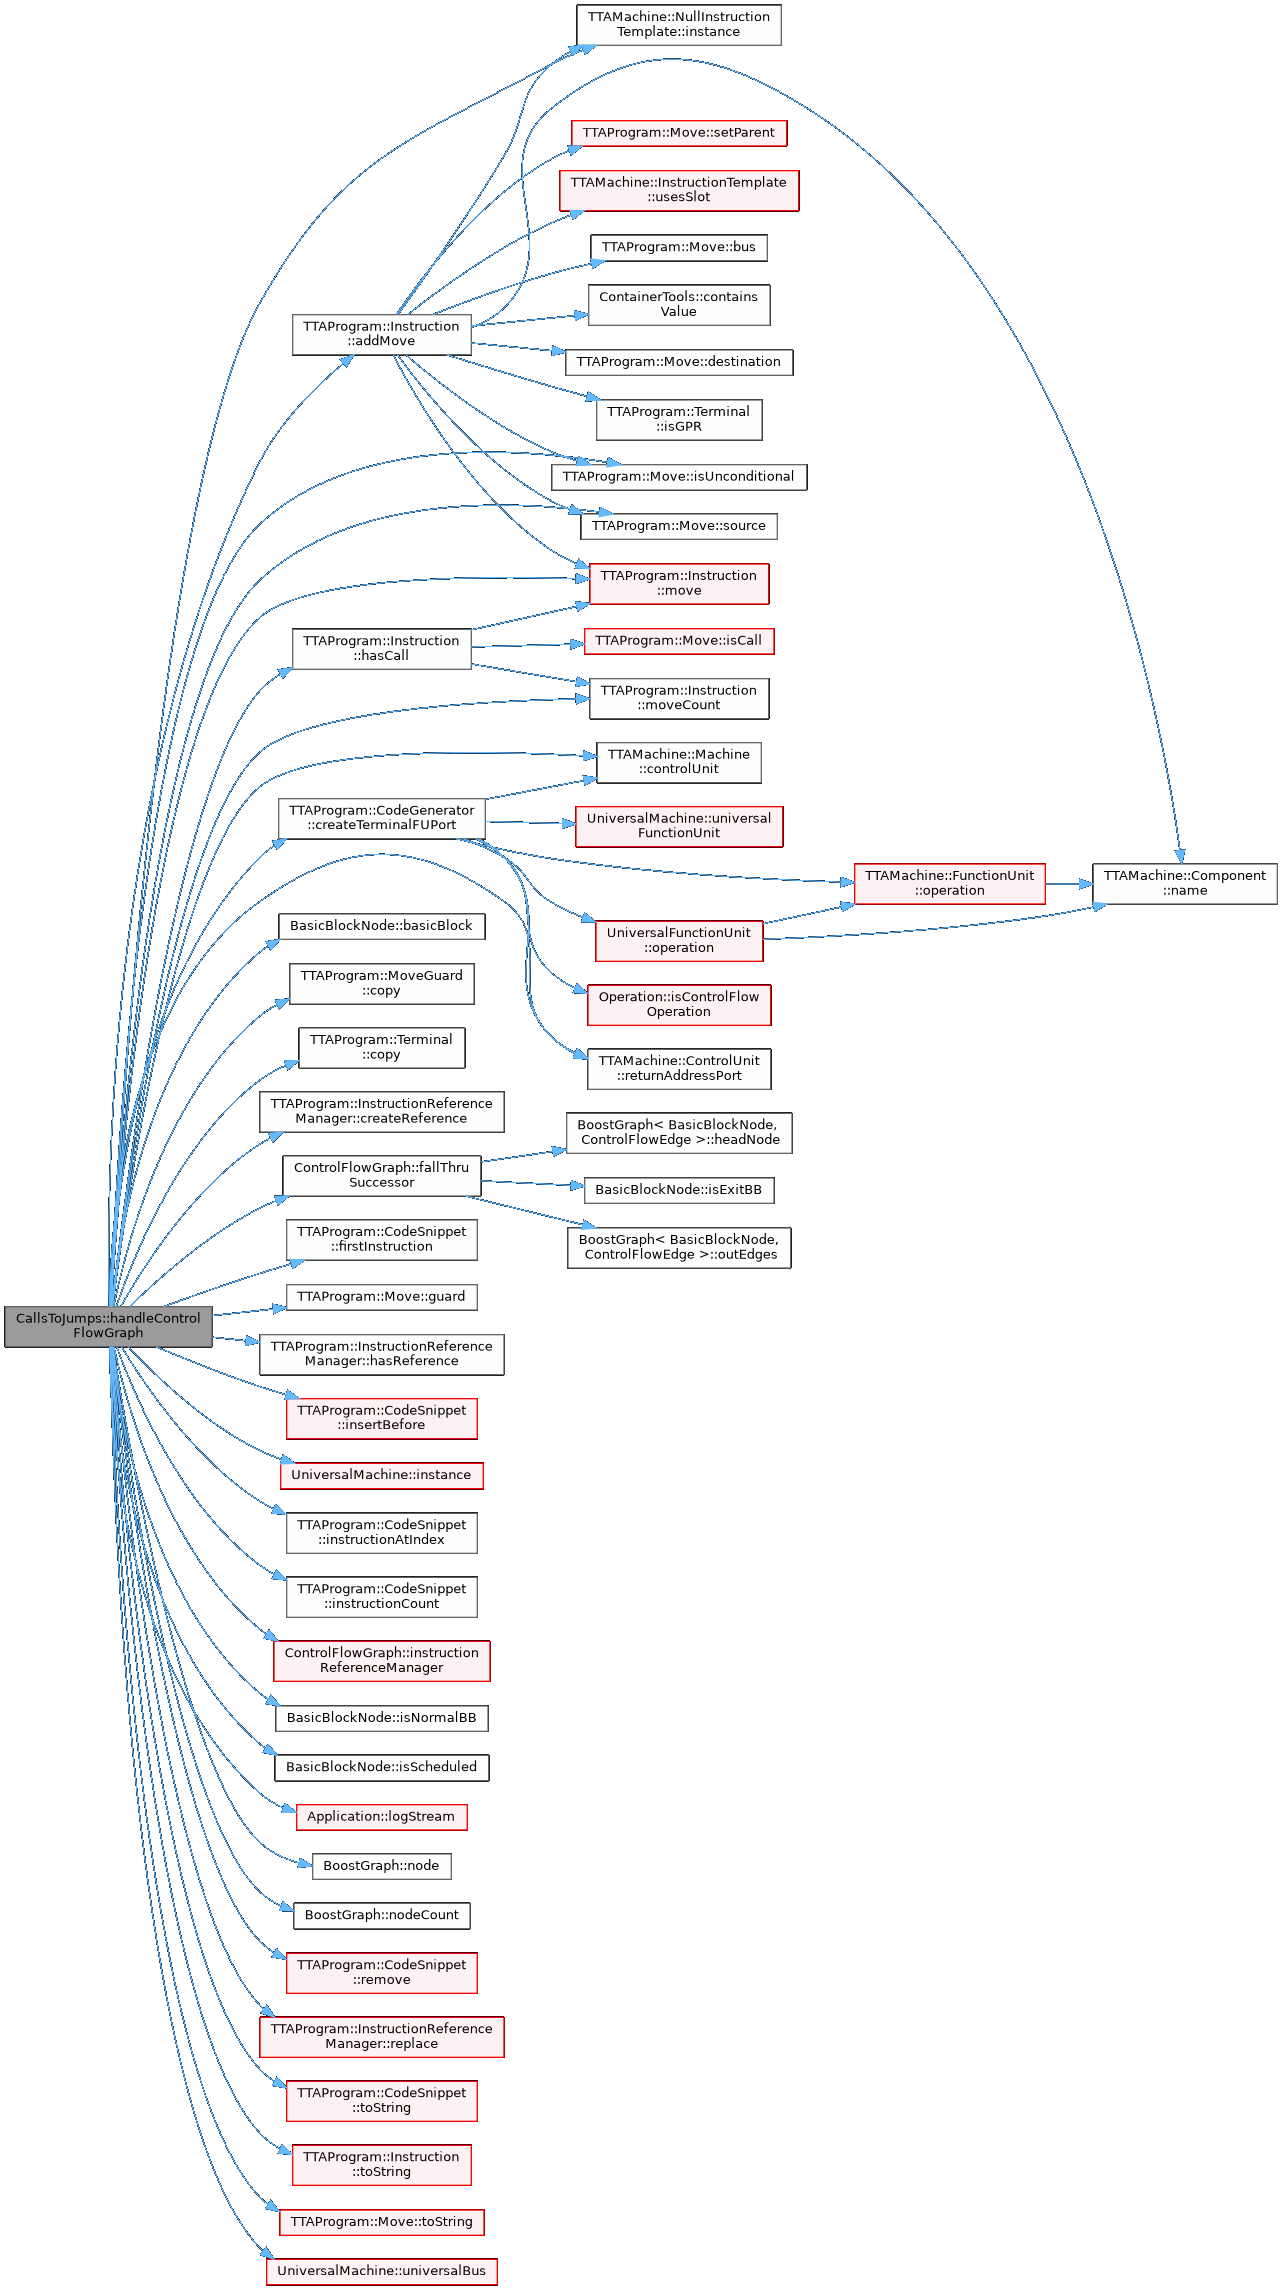 TTAMachine::NullInstruction
Template::instance
TTAProgram::Move::setParent
TTAMachine::InstructionTemplate
::usesSlot
TTAProgram::Move::bus
ContainerTools::contains
Value
TTAProgram::Instruction
::addMove
TTAProgram::Move::destination
TTAProgram::Terminal
::isGPR
TTAProgram::Move::isUnconditional
TTAProgram::Move::source
TTAProgram::Instruction
::move
TTAProgram::Instruction
::hasCall
TTAProgram::Move::isCall
TTAProgram::Instruction
::moveCount
TTAMachine::Machine
::controlUnit
TTAProgram::CodeGenerator
::createTerminalFUPort
UniversalMachine::universal
FunctionUnit
TTAMachine::FunctionUnit
::operation
TTAMachine::Component
::name
BasicBlockNode::basicBlock
UniversalFunctionUnit
::operation
TTAProgram::MoveGuard
::copy
Operation::isControlFlow
Operation
TTAProgram::Terminal
::copy
TTAMachine::ControlUnit
::returnAddressPort
TTAProgram::InstructionReference
Manager::createReference
BoostGraph< BasicBlockNode,
ControlFlowEdge >::headNode
ControlFlowGraph::fallThru
Successor
BasicBlockNode::isExitBB
TTAProgram::CodeSnippet
::firstInstruction
BoostGraph< BasicBlockNode,
ControlFlowEdge >::outEdges
TTAProgram::Move::guard
CallsToJumps::handleControl
FlowGraph
TTAProgram::InstructionReference
Manager::hasReference
TTAProgram::CodeSnippet
::insertBefore
UniversalMachine::instance
TTAProgram::CodeSnippet
::instructionAtIndex
TTAProgram::CodeSnippet
::instructionCount
ControlFlowGraph::instruction
ReferenceManager
BasicBlockNode::isNormalBB
BasicBlockNode::isScheduled
Application::logStream
BoostGraph::node
BoostGraph::nodeCount
TTAProgram::CodeSnippet
::remove
TTAProgram::InstructionReference
Manager::replace
TTAProgram::CodeSnippet
::toString
TTAProgram::Instruction
::toString
TTAProgram::Move::toString
UniversalMachine::universalBus